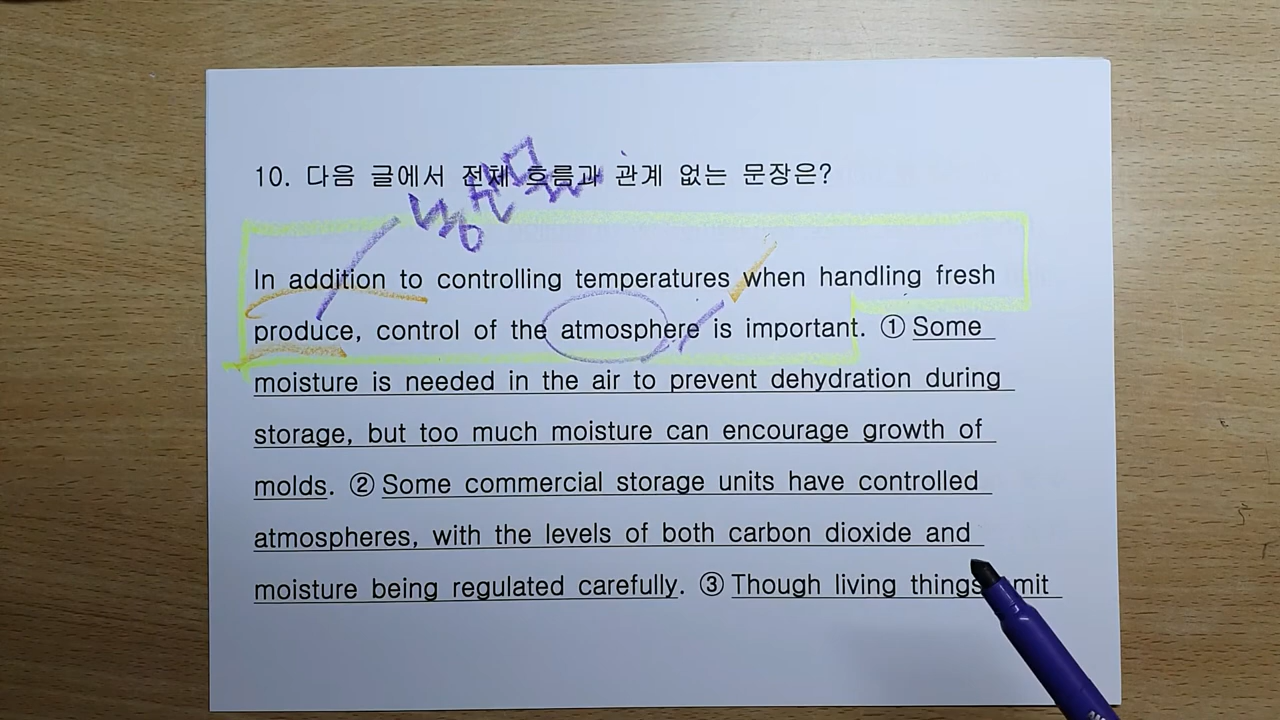 10. 다음 글에서 전체 흐름과 관계 없는 문장은?
농산물
In addition to controlling temperatures when handling fresh
produce, control of the atmosphere is important. ① Some
moisture is needed in the air to prevent dehydration during
storage, but too much moisture can encourage growth of
molds. ② Some commercial storage units have controlled
atmospheres, with the levels of both carbon dioxide and
moisture being regulated carefully. ③ Though living things